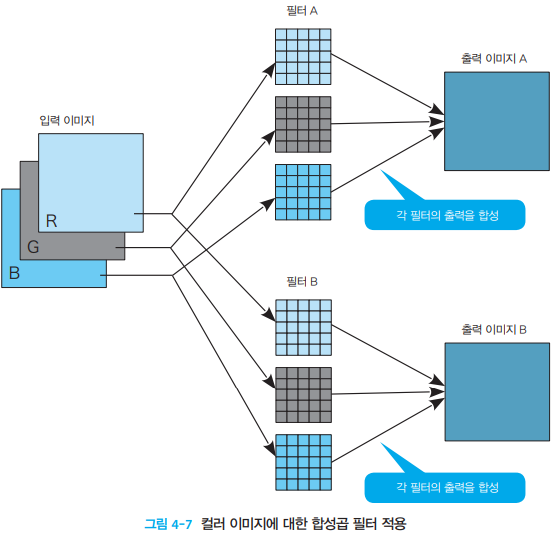 필터 A
출력 이미지 A
입력 이미지
R
G
B
각 필터의 출력을 합성
필터 B
출력 이미지 B
각 필터의 출력을 합성
그림 4-7 컬러 이미지에 대한 합성곱 필터 적용